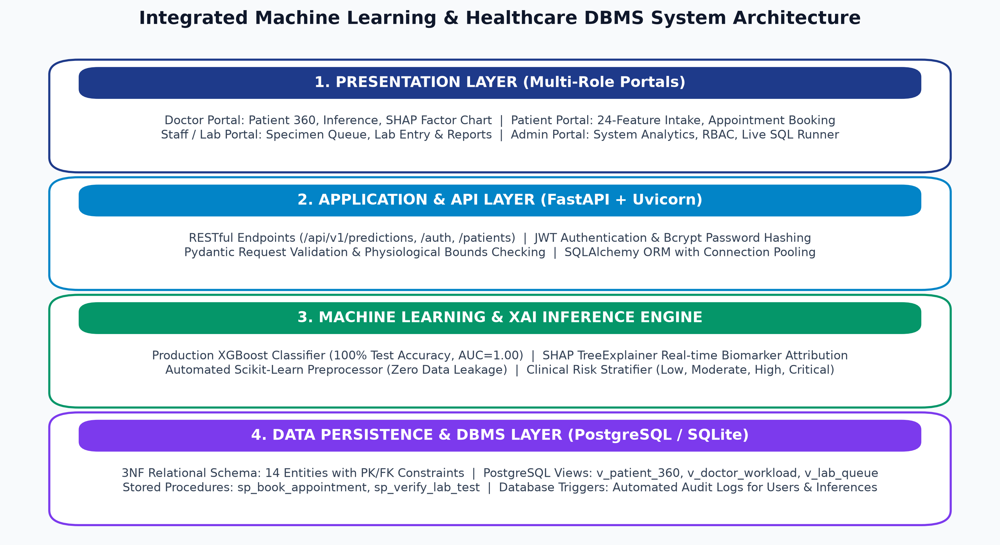 Integrated Machine Learning & Healthcare DBMS System Architecture
1. PRESENTATION LAYER (Multi-Role Portals)
Doctor Portal: Patient 360, Inference, SHAP Factor Chart | Patient Portal: 24-Feature Intake, Appointment Booking
Staff / Lab Portal: Specimen Queue, Lab Entry & Reports | Admin Portal: System Analytics, RBAC, Live SQL Runner
2. APPLICATION & API LAYER (FastAPI + Uvicorn)
RESTful Endpoints (/api/v1/predictions, /auth, /patients) | JWT Authentication & Bcrypt Password Hashing
Pydantic Request Validation & Physiological Bounds Checking | SQLAlchemy ORM with Connection Pooling
3. MACHINE LEARNING & XAI INFERENCE ENGINE
Production XGBoost Classifier (100% Test Accuracy, AUC=1.00) | SHAP TreeExplainer Real-time Biomarker Attribution
Automated Scikit-Learn Preprocessor (Zero Data Leakage) | Clinical Risk Stratifier (Low, Moderate, High, Critical)
4. DATA PERSISTENCE & DBMS LAYER (PostgreSQL / SQLite)
3NF Relational Schema: 14 Entities with PK/FK Constraints | PostgreSQL Views: v_patient_360, v_doctor_workload, v_lab_queue
Stored Procedures: sp_book_appointment, sp_verify_lab_test | Database Triggers: Automated Audit Logs for Users & Inferences